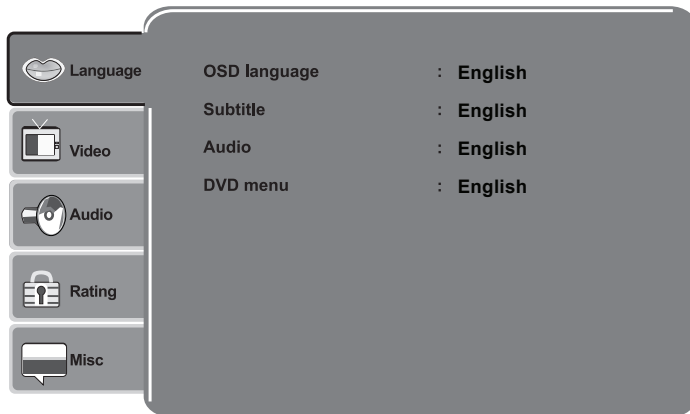 Language
Video
Audio
Rating
Misc
OSD language : English
Subtitle : English
Audio : English
DVD menu : English